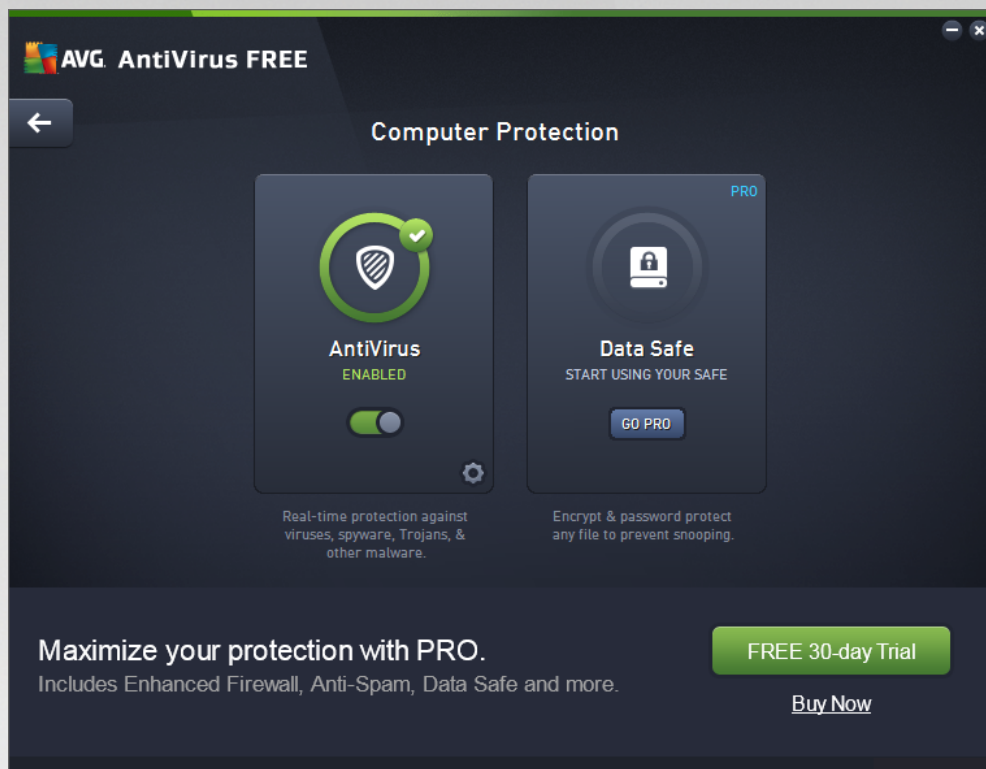 AVG. AntiVirus FREE
Computer Protection
PRO
AntiVirus
ENABLED
Data Safe
START USING YOUR SAFE
GO PRO
Real-time protection against
viruses, spyware, Trojans, &
other malware.
Encrypt & password protect
any file to prevent snooping.
Maximize your protection with PRO.
Includes Enhanced Firewall, Anti-Spam, Data Safe and more.
FREE 30-day Trial
Buy Now